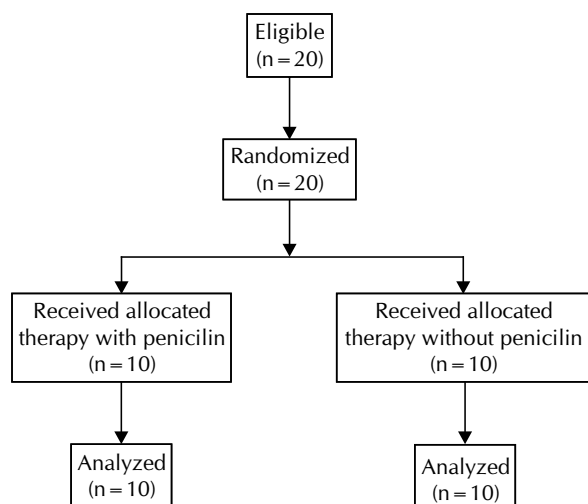 Eligible
(n = 20)
Randomized
(n = 20)
Received allocated
therapy with penicilin
(n = 10)
Received allocated
therapy without penicilin
(n = 10)
Analyzed
(n = 10)
Analyzed
(n = 10)